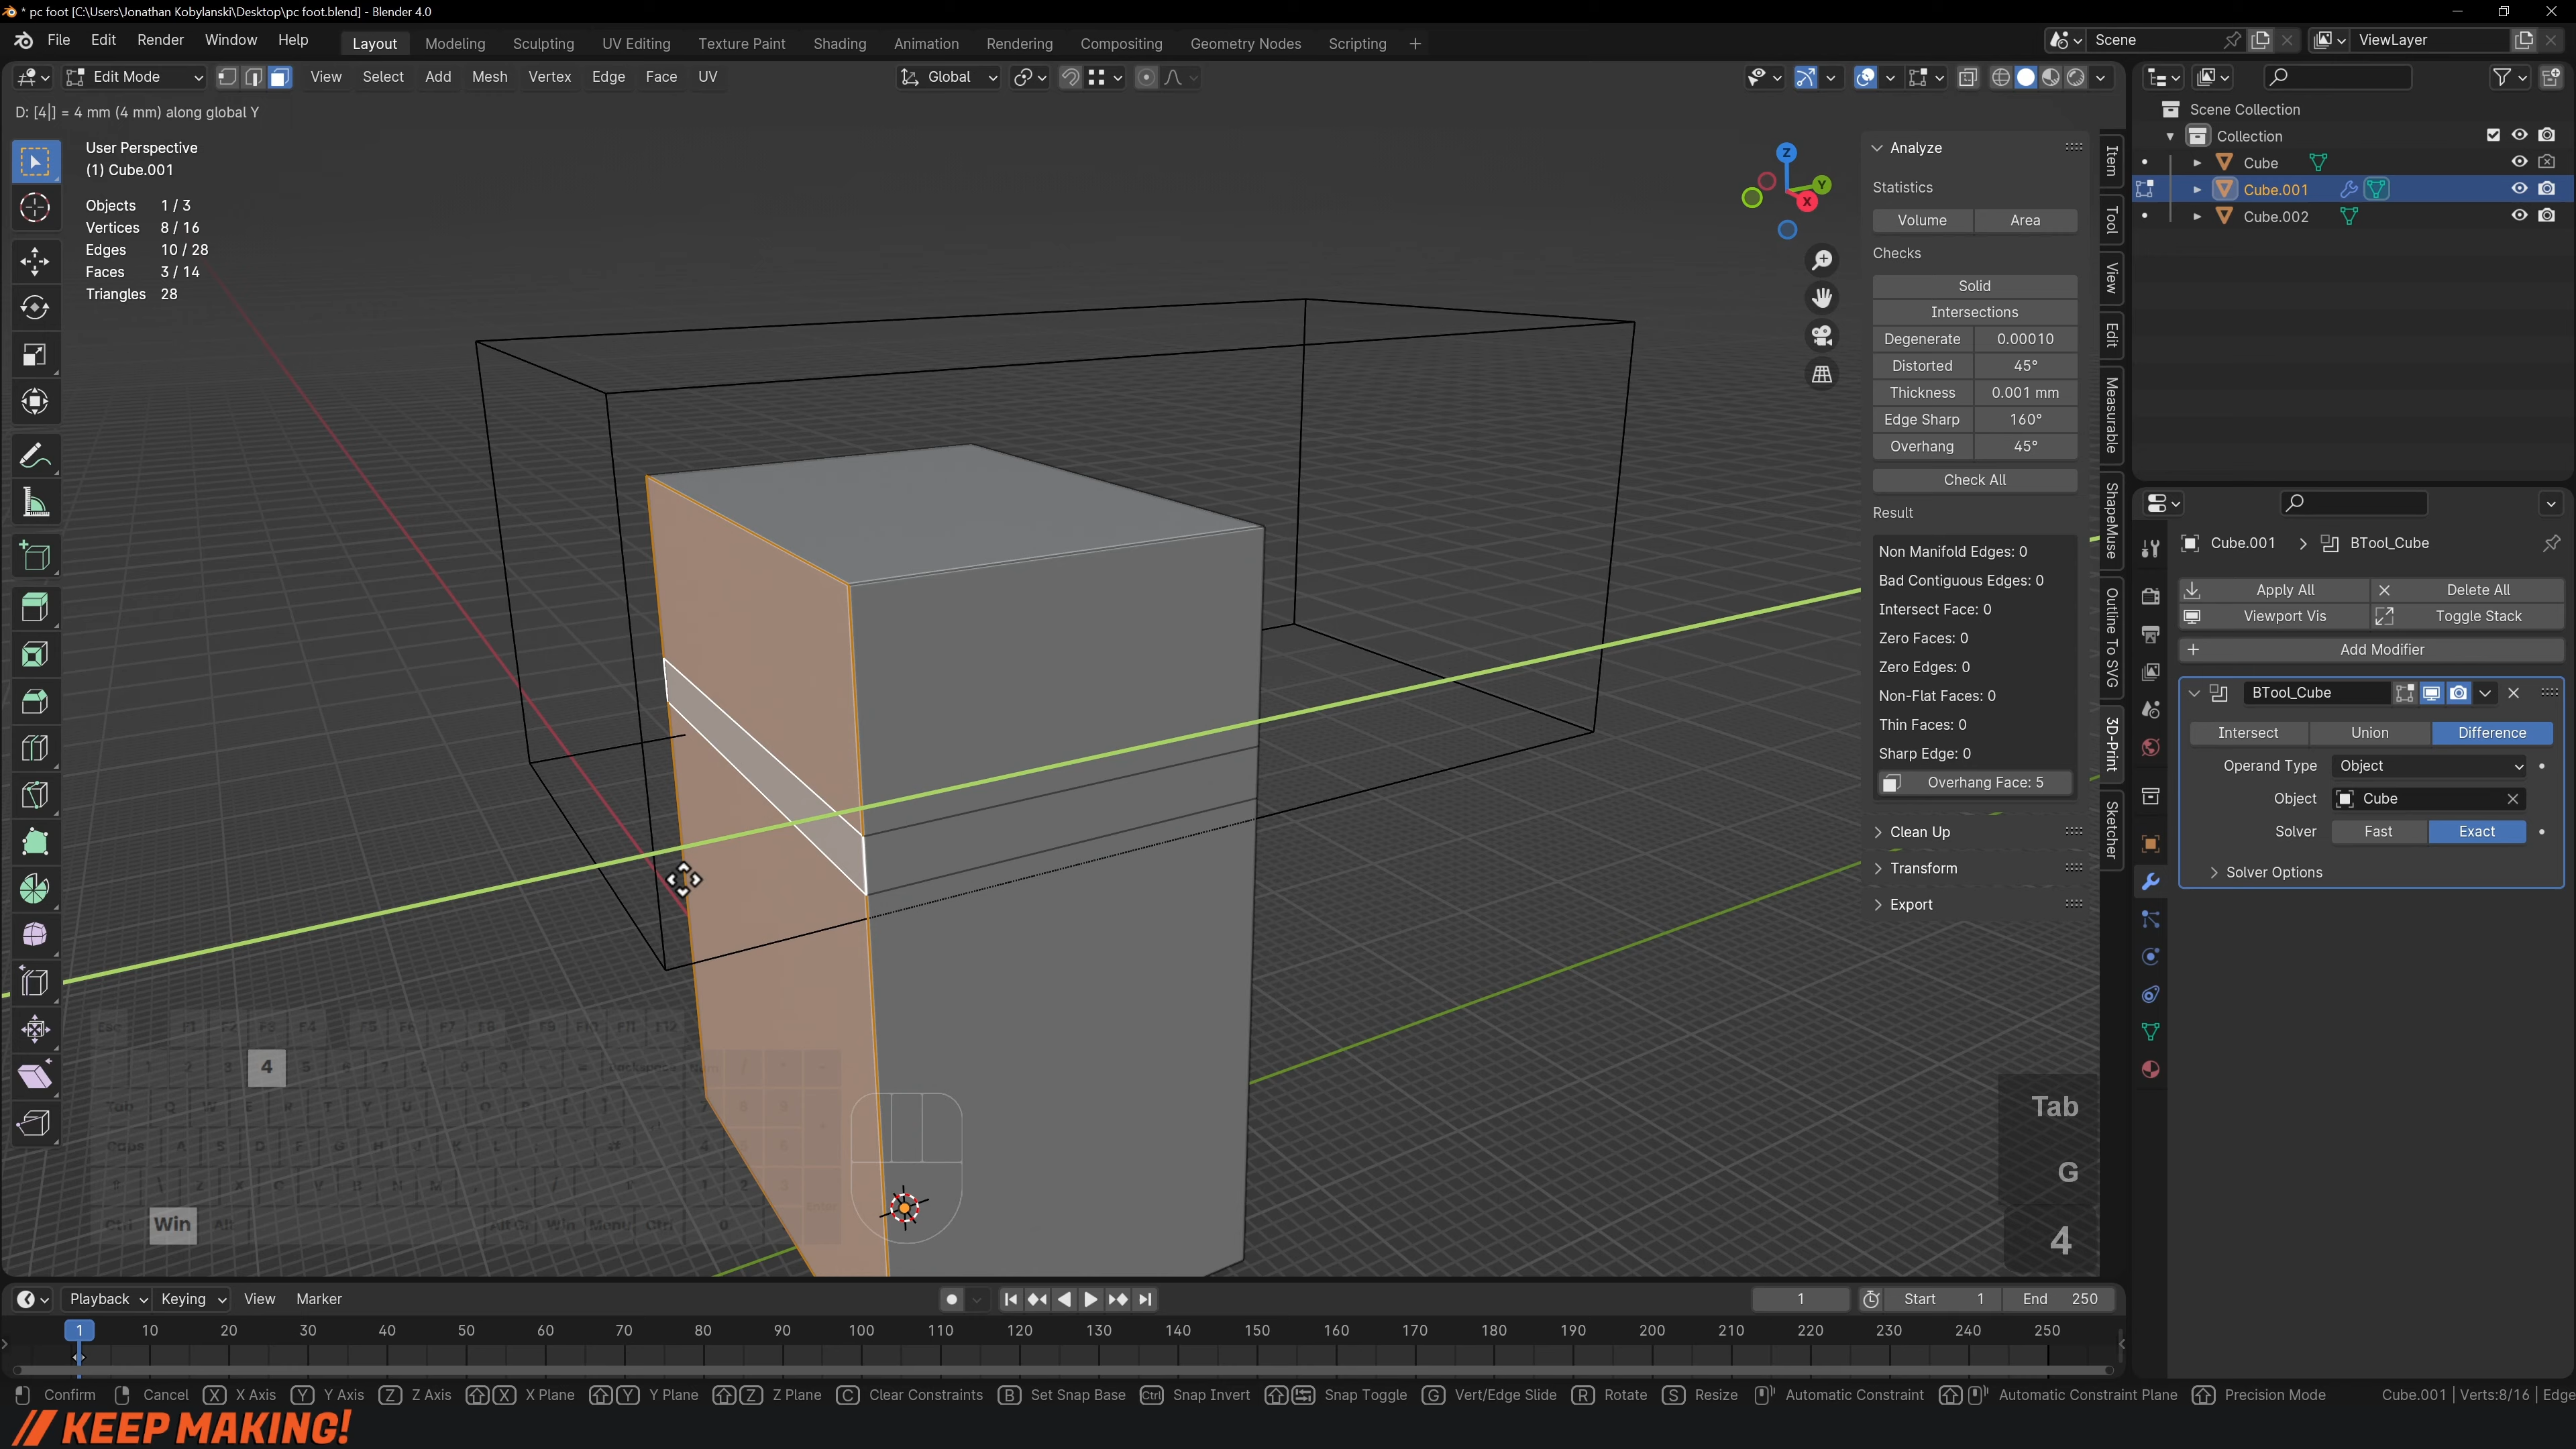 * pc foot [C:\Users\Jonathan Kobylanski\Desktop\pc foot.blend] - Blender 4.0
File Edit Render Window Help Layout Modeling Sculpting UV Editing Texture Paint Shading Animation Rendering Compositing Geometry Nodes Scripting + Scene ViewLayer
Edit Mode View Select Add Mesh Vertex Edge Face UV Global
D: [4|] = 4 mm (4 mm) along global Y
User Perspective
(1) Cube.001
Objects 1 / 3
Vertices 8 / 16
Edges 10 / 28
Faces 3 / 14
Triangles 28
Z
Y
X
Analyze
Statistics
Volume Area
Checks
Solid
Intersections
Degenerate 0.00010
Distorted 45°
Thickness 0.001 mm
Edge Sharp 160°
Overhang 45°
Check All
Result
Non Manifold Edges: 0
Bad Contiguous Edges: 0
Intersect Face: 0
Zero Faces: 0
Zero Edges: 0
Non-Flat Faces: 0
Thin Faces: 0
Sharp Edge: 0
Overhang Face: 5
Clean Up
Transform
Export
Item
Tool
View
Edit
Measurable
ShapeMuse
Outline To SVG
3D-Print
Sketcher
Scene Collection
Collection
Cube
Cube.001
Cube.002
Cube.001 > BTool_Cube
Apply All Delete All
Viewport Vis Toggle Stack
Add Modifier
BTool_Cube
Intersect Union Difference
Operand Type Object
Object Cube
Solver Fast Exact
Solver Options
4
Win
Tab
G
4
Playback Keying View Marker 1 Start 1 End 250
1 10 20 30 40 50 60 70 80 90 100 110 120 130 140 150 160 170 180 190 200 210 220 230 240 250
Confirm Cancel X X Axis Y Y Axis Z Z Axis X X Plane Y Y Plane Z Z Plane C Clear Constraints B Set Snap Base Ctrl Snap Invert Snap Toggle G Vert/Edge Slide R Rotate S Resize Automatic Constraint Automatic Constraint Plane Precision Mode Cube.001 | Verts:8/16 | Edge
// KEEP MAKING!